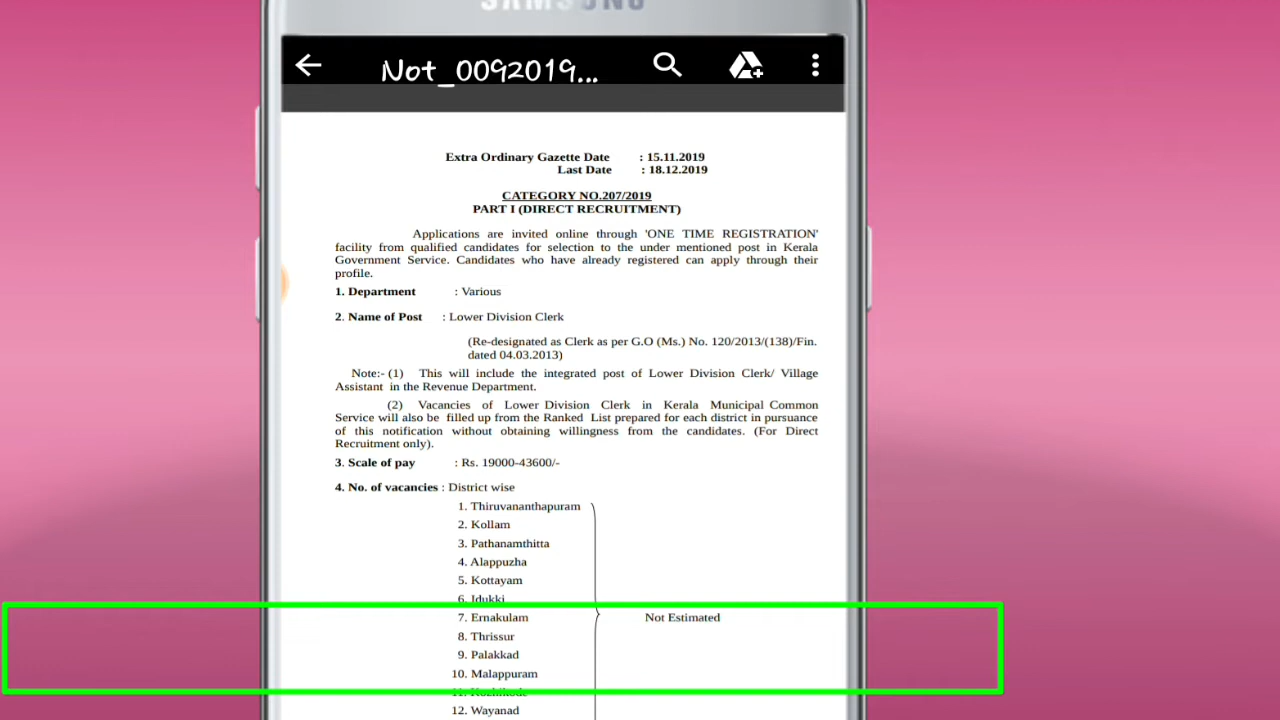 SAMSUNG
Not_0092019...
Extra Ordinary Gazette Date : 15.11.2019
Last Date : 18.12.2019
CATEGORY NO.207/2019
PART I (DIRECT RECRUITMENT)
Applications are invited online through 'ONE TIME REGISTRATION'
facility from qualified candidates for selection to the under mentioned post in Kerala
Government Service. Candidates who have already registered can apply through their
profile.
1. Department : Various
2. Name of Post : Lower Division Clerk
(Re-designated as Clerk as per G.O (Ms.) No. 120/2013/(138)/Fin.
dated 04.03.2013)
Note:- (1) This will include the integrated post of Lower Division Clerk/ Village
Assistant in the Revenue Department.
(2) Vacancies of Lower Division Clerk in Kerala Municipal Common
Service will also be filled up from the Ranked List prepared for each district in pursuance
of this notification without obtaining willingness from the candidates. (For Direct
Recruitment only).
3. Scale of pay : Rs. 19000-43600/-
4. No. of vacancies : District wise
1. Thiruvananthapuram
2. Kollam
3. Pathanamthitta
4. Alappuzha
5. Kottayam
6. Idukki
7. Ernakulam Not Estimated
8. Thrissur
9. Palakkad
10. Malappuram
11. Kozhikode
12. Wayanad